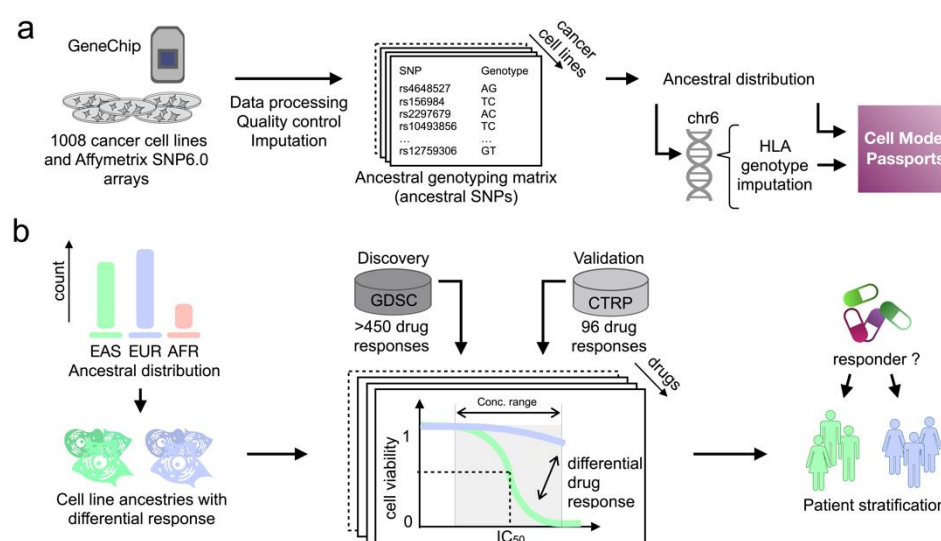 a
GeneChip
1008 cancer cell lines
and Affymetrix SNP6.0
arrays
Data processing
Quality control
Imputation
SNP Genotype
rs4648527 AG
rs156984 TC
rs2297679 AC
rs10493856 TC
... ...
rs12759306 GT
cancer
cell lines
Ancestral genotyping matrix
(ancestral SNPs)
Ancestral distribution
chr6
HLA
genotype
imputation
Cell Mode
Passports
b
count
EAS EUR AFR
Ancestral distribution
Cell line ancestries with
differential response
Discovery
GDSC
>450 drug
responses
Validation
CTRP
96 drug
responses
drugs
Conc. range
cell viability
1
0
IC50
differential
drug
response
responder ?
Patient stratification